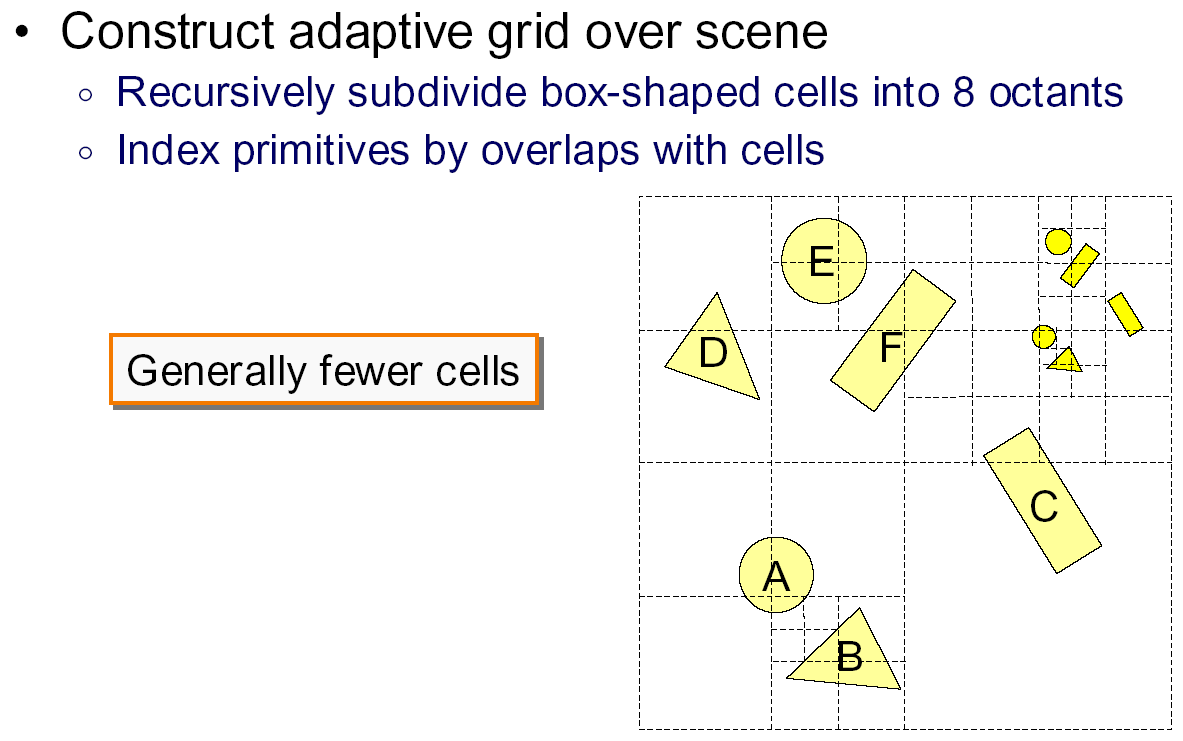 • Construct adaptive grid over scene
○ Recursively subdivide box-shaped cells into 8 octants
○ Index primitives by overlaps with cells
E
D
F
Generally fewer cells
C
A
B